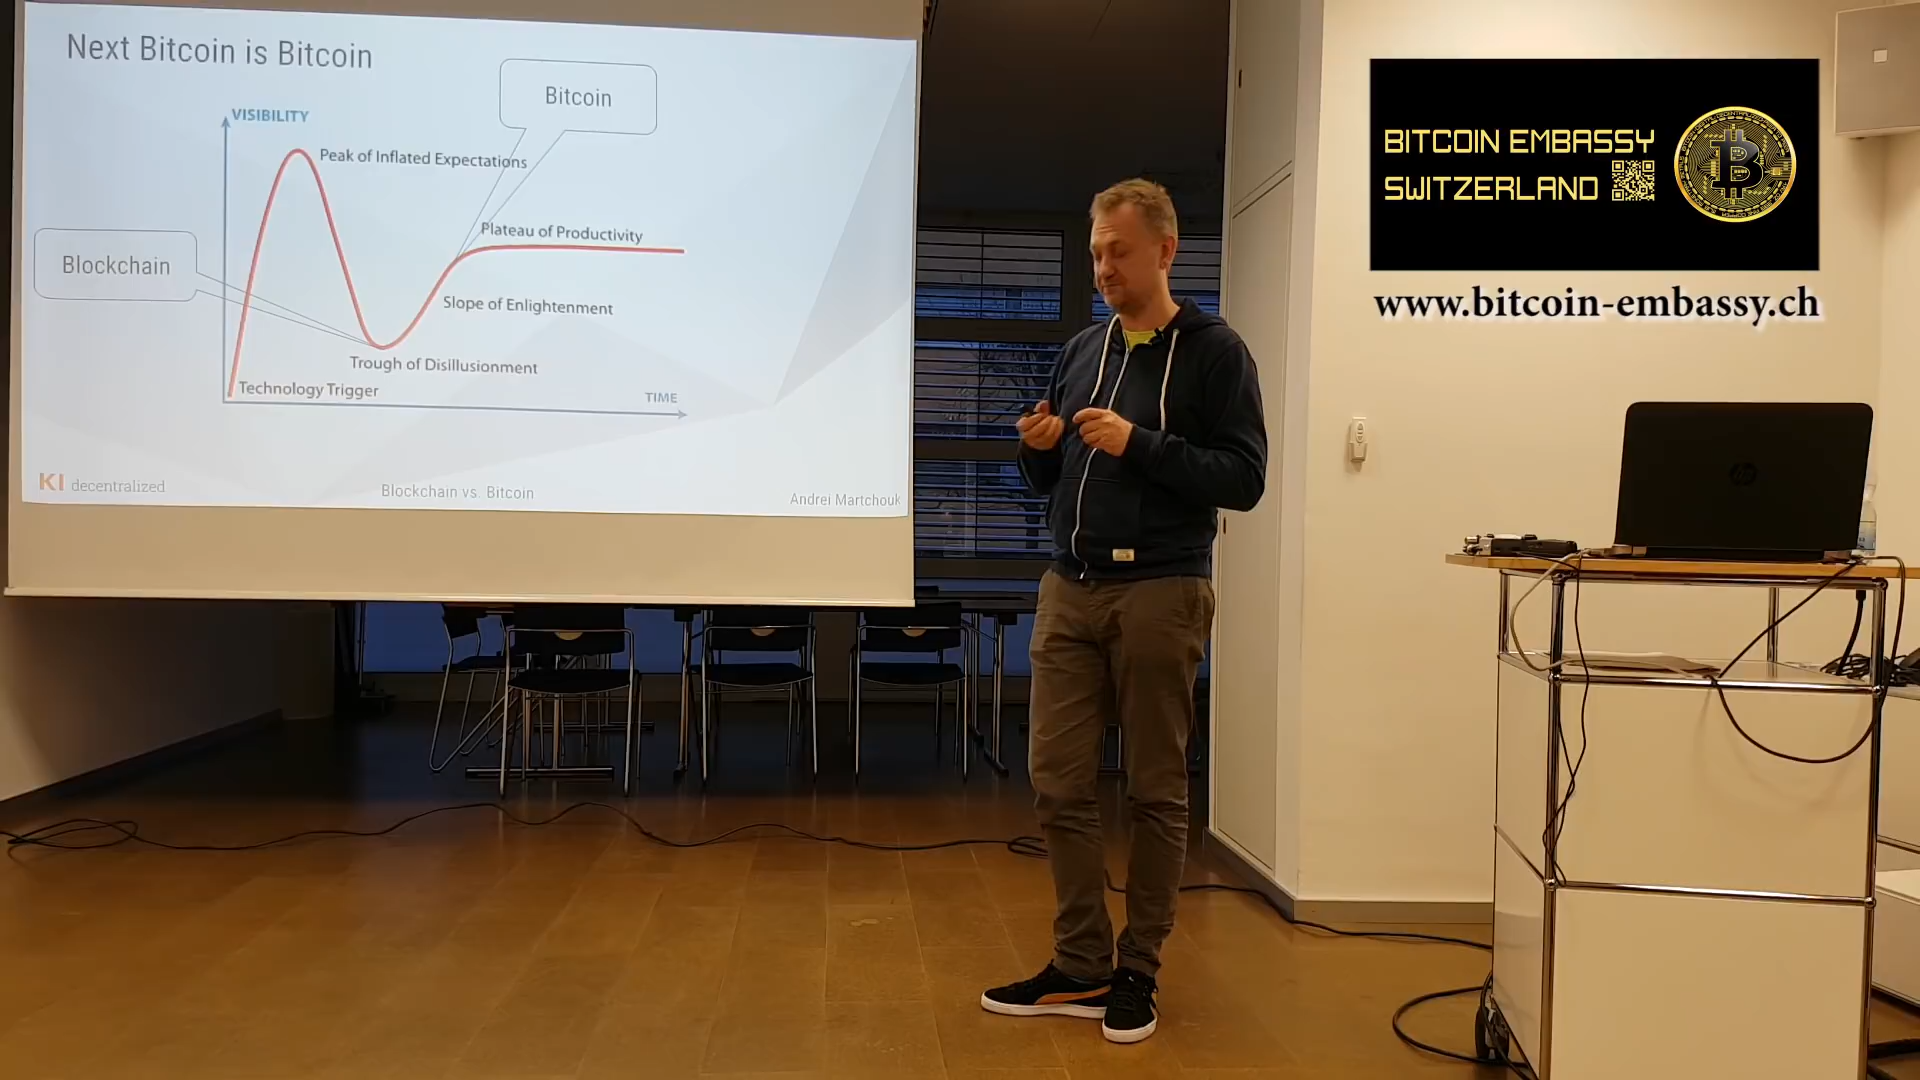 Next Bitcoin is Bitcoin
Bitcoin
VISIBILITY
Peak of Inflated Expectations
Plateau of Productivity
Blockchain
Slope of Enlightenment
Trough of Disillusionment
Technology Trigger
TIME
KI decentralized
Blockchain vs. Bitcoin
Andrei Martchouk
BITCOIN EMBASSY
SWITZERLAND
www.bitcoin-embassy.ch
hp